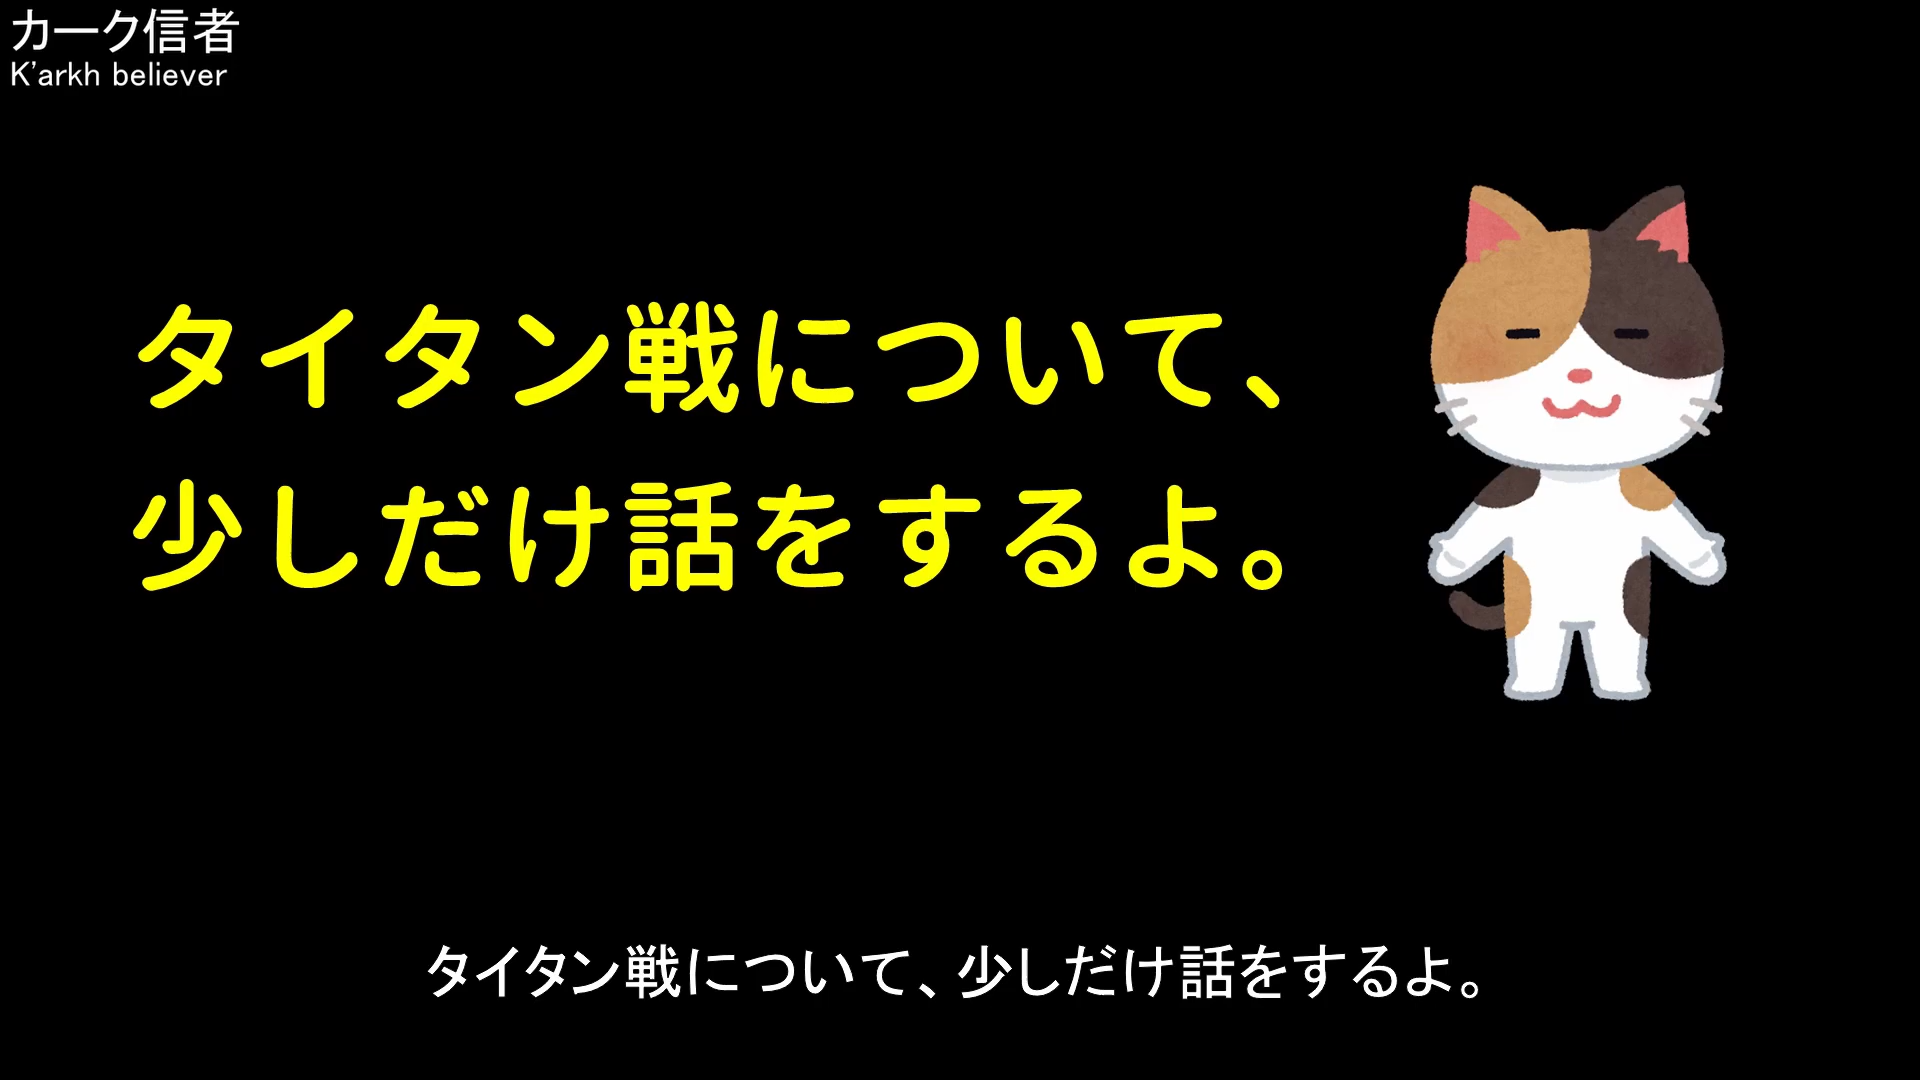 カーク信者
K'arkh believer
タイタン戦について、
少しだけ話をするよ。
タイタン戦について、少しだけ話をするよ。